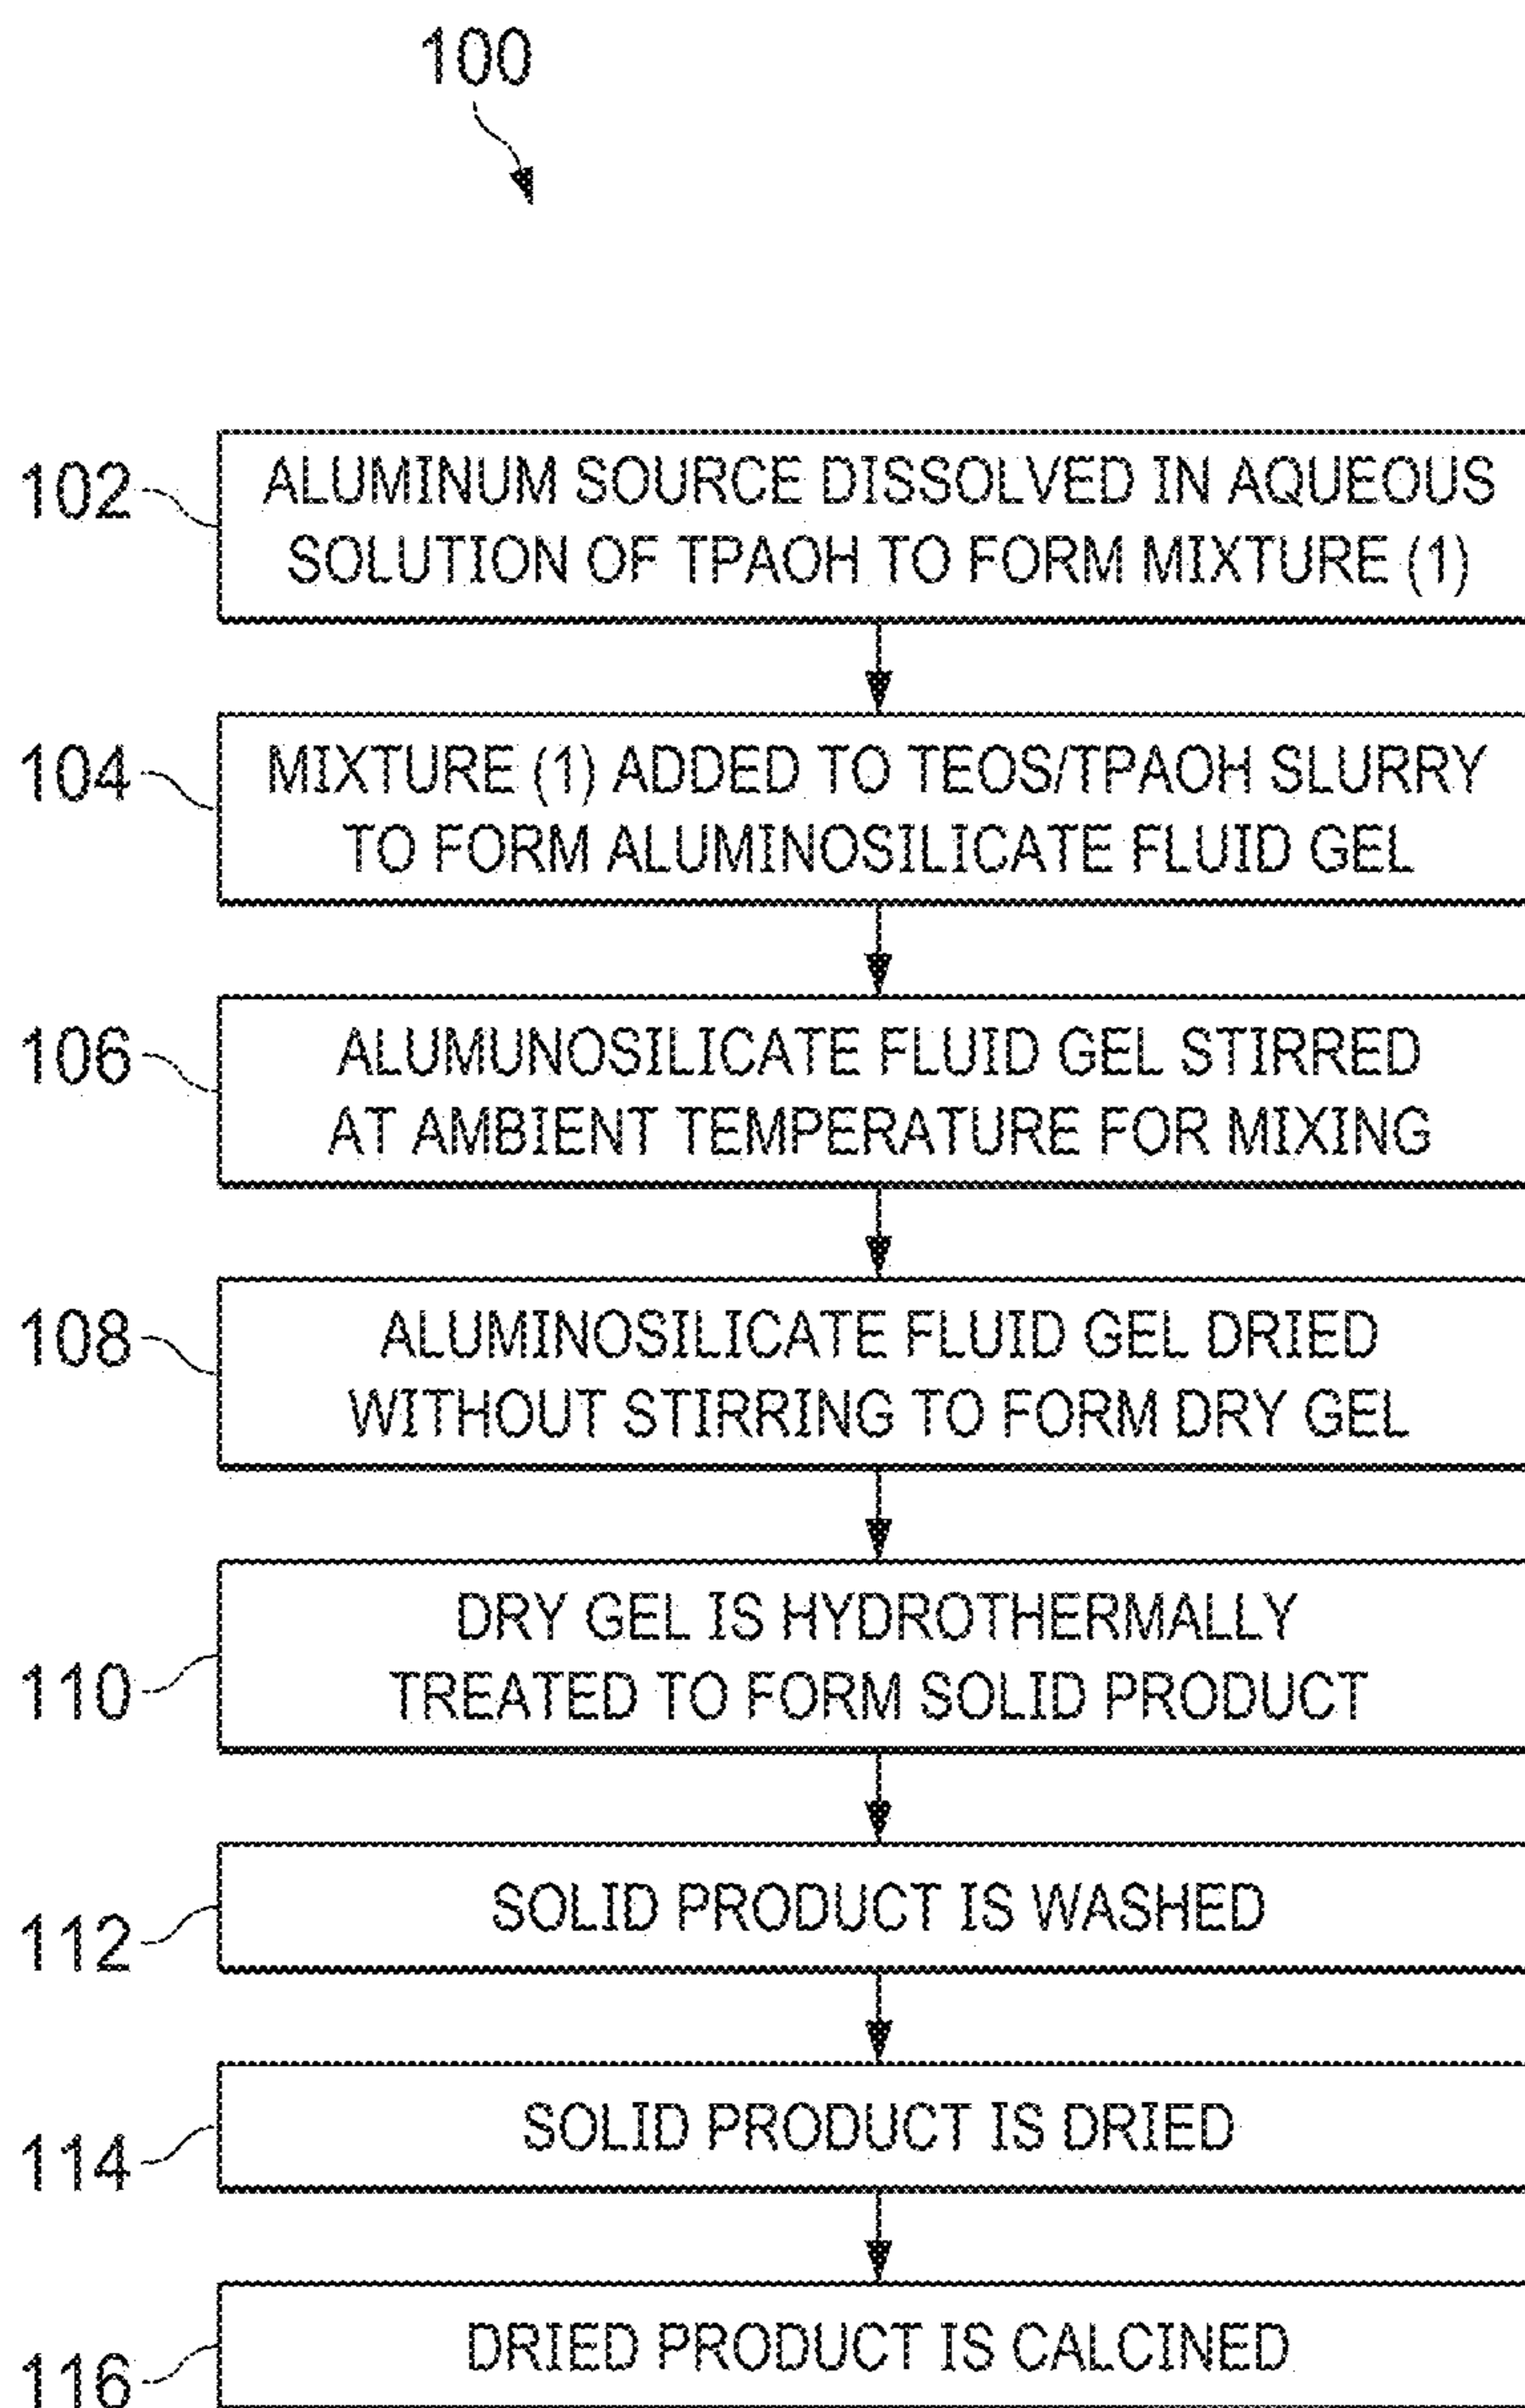 100
102
ALUMINUM SOURCE DISSOLVED IN AQUEOUS
SOLUTION OF TPAOH TO FORM MIXTURE (1)
104
MIXTURE (1) ADDED TO TEOS/TPAOH SLURRY
TO FORM ALUMINOSILICATE FLUID GEL
106
ALUMUNOSILICATE FLUID GEL STIRRED
AT AMBIENT TEMPERATURE FOR MIXING
108
ALUMINOSILICATE FLUID GEL DRIED
WITHOUT STIRRING TO FORM DRY GEL
110
DRY GEL IS HYDROTHERMALLY
TREATED TO FORM SOLID PRODUCT
112
SOLID PRODUCT IS WASHED
114
SOLID PRODUCT IS DRIED
116
DRIED PRODUCT IS CALCINED